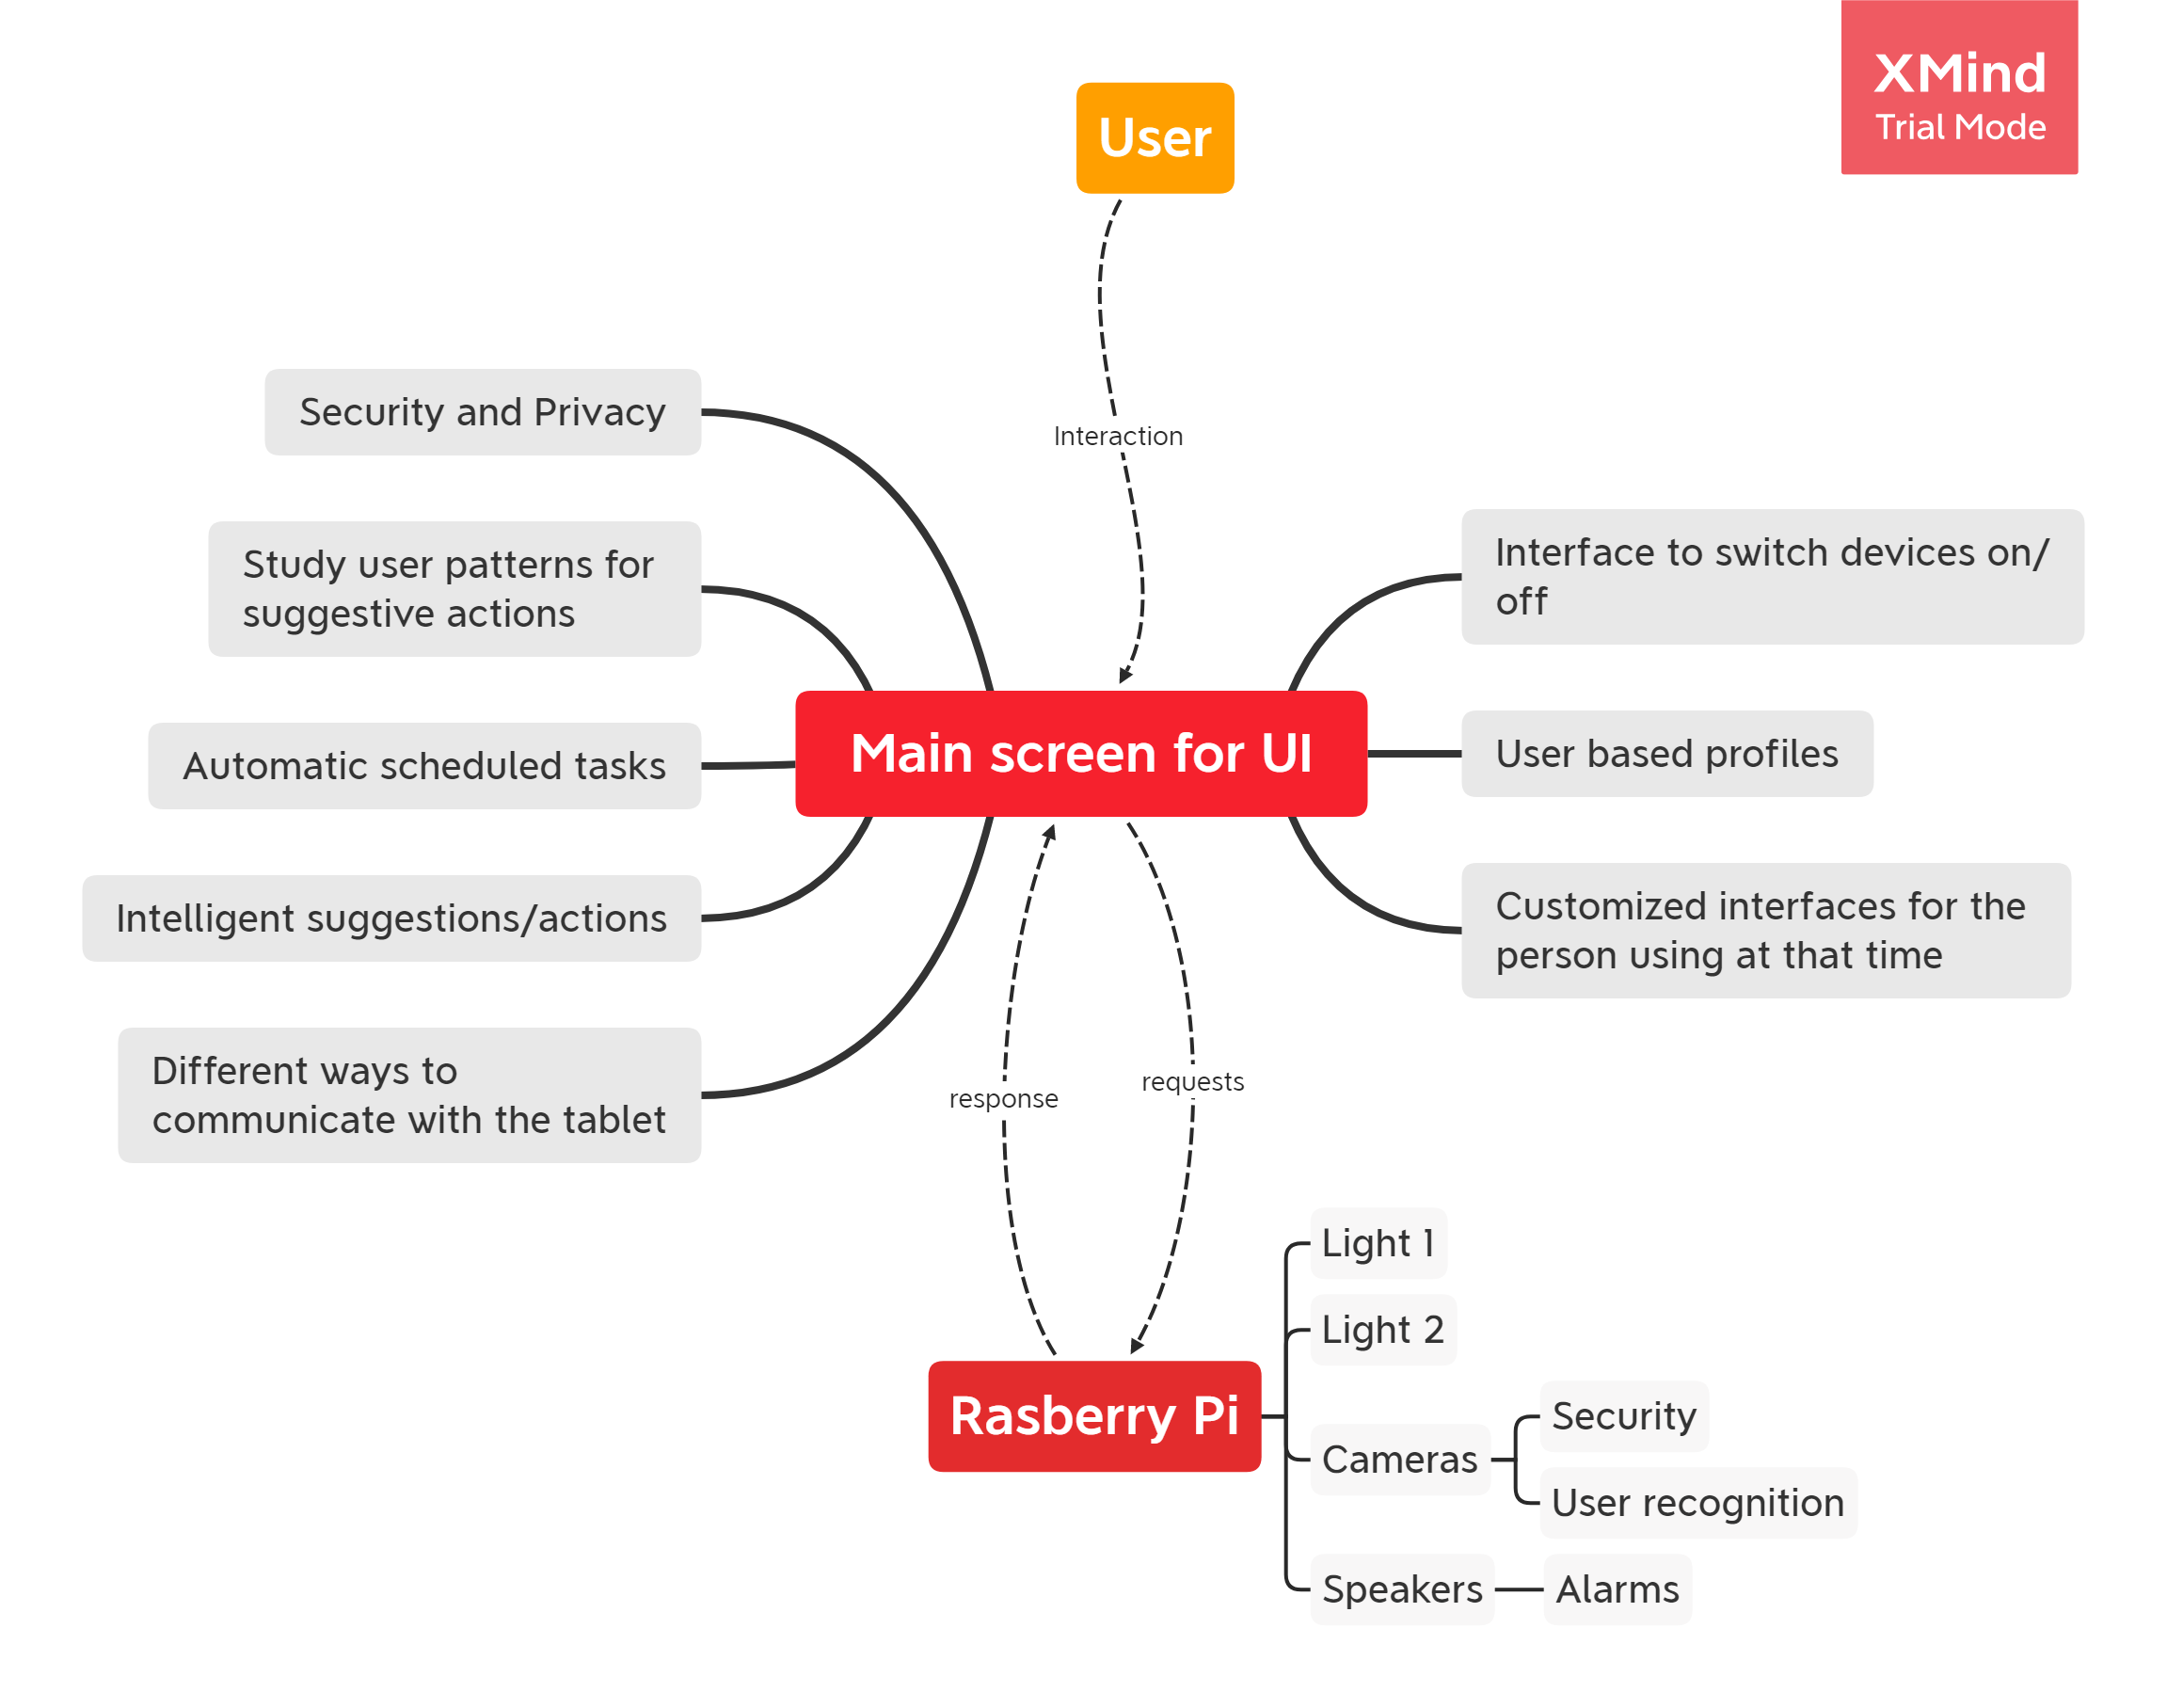 XMind
Trial Mode
User
Interaction
Security and Privacy
Study user patterns for
suggestive actions
Automatic scheduled tasks
Intelligent suggestions/actions
Different ways to
communicate with the tablet
Main screen for UI
Interface to switch devices on/
off
User based profiles
Customized interfaces for the
person using at that time
response
requests
Rasberry Pi
Light 1
Light 2
Cameras
Security
User recognition
Speakers
Alarms